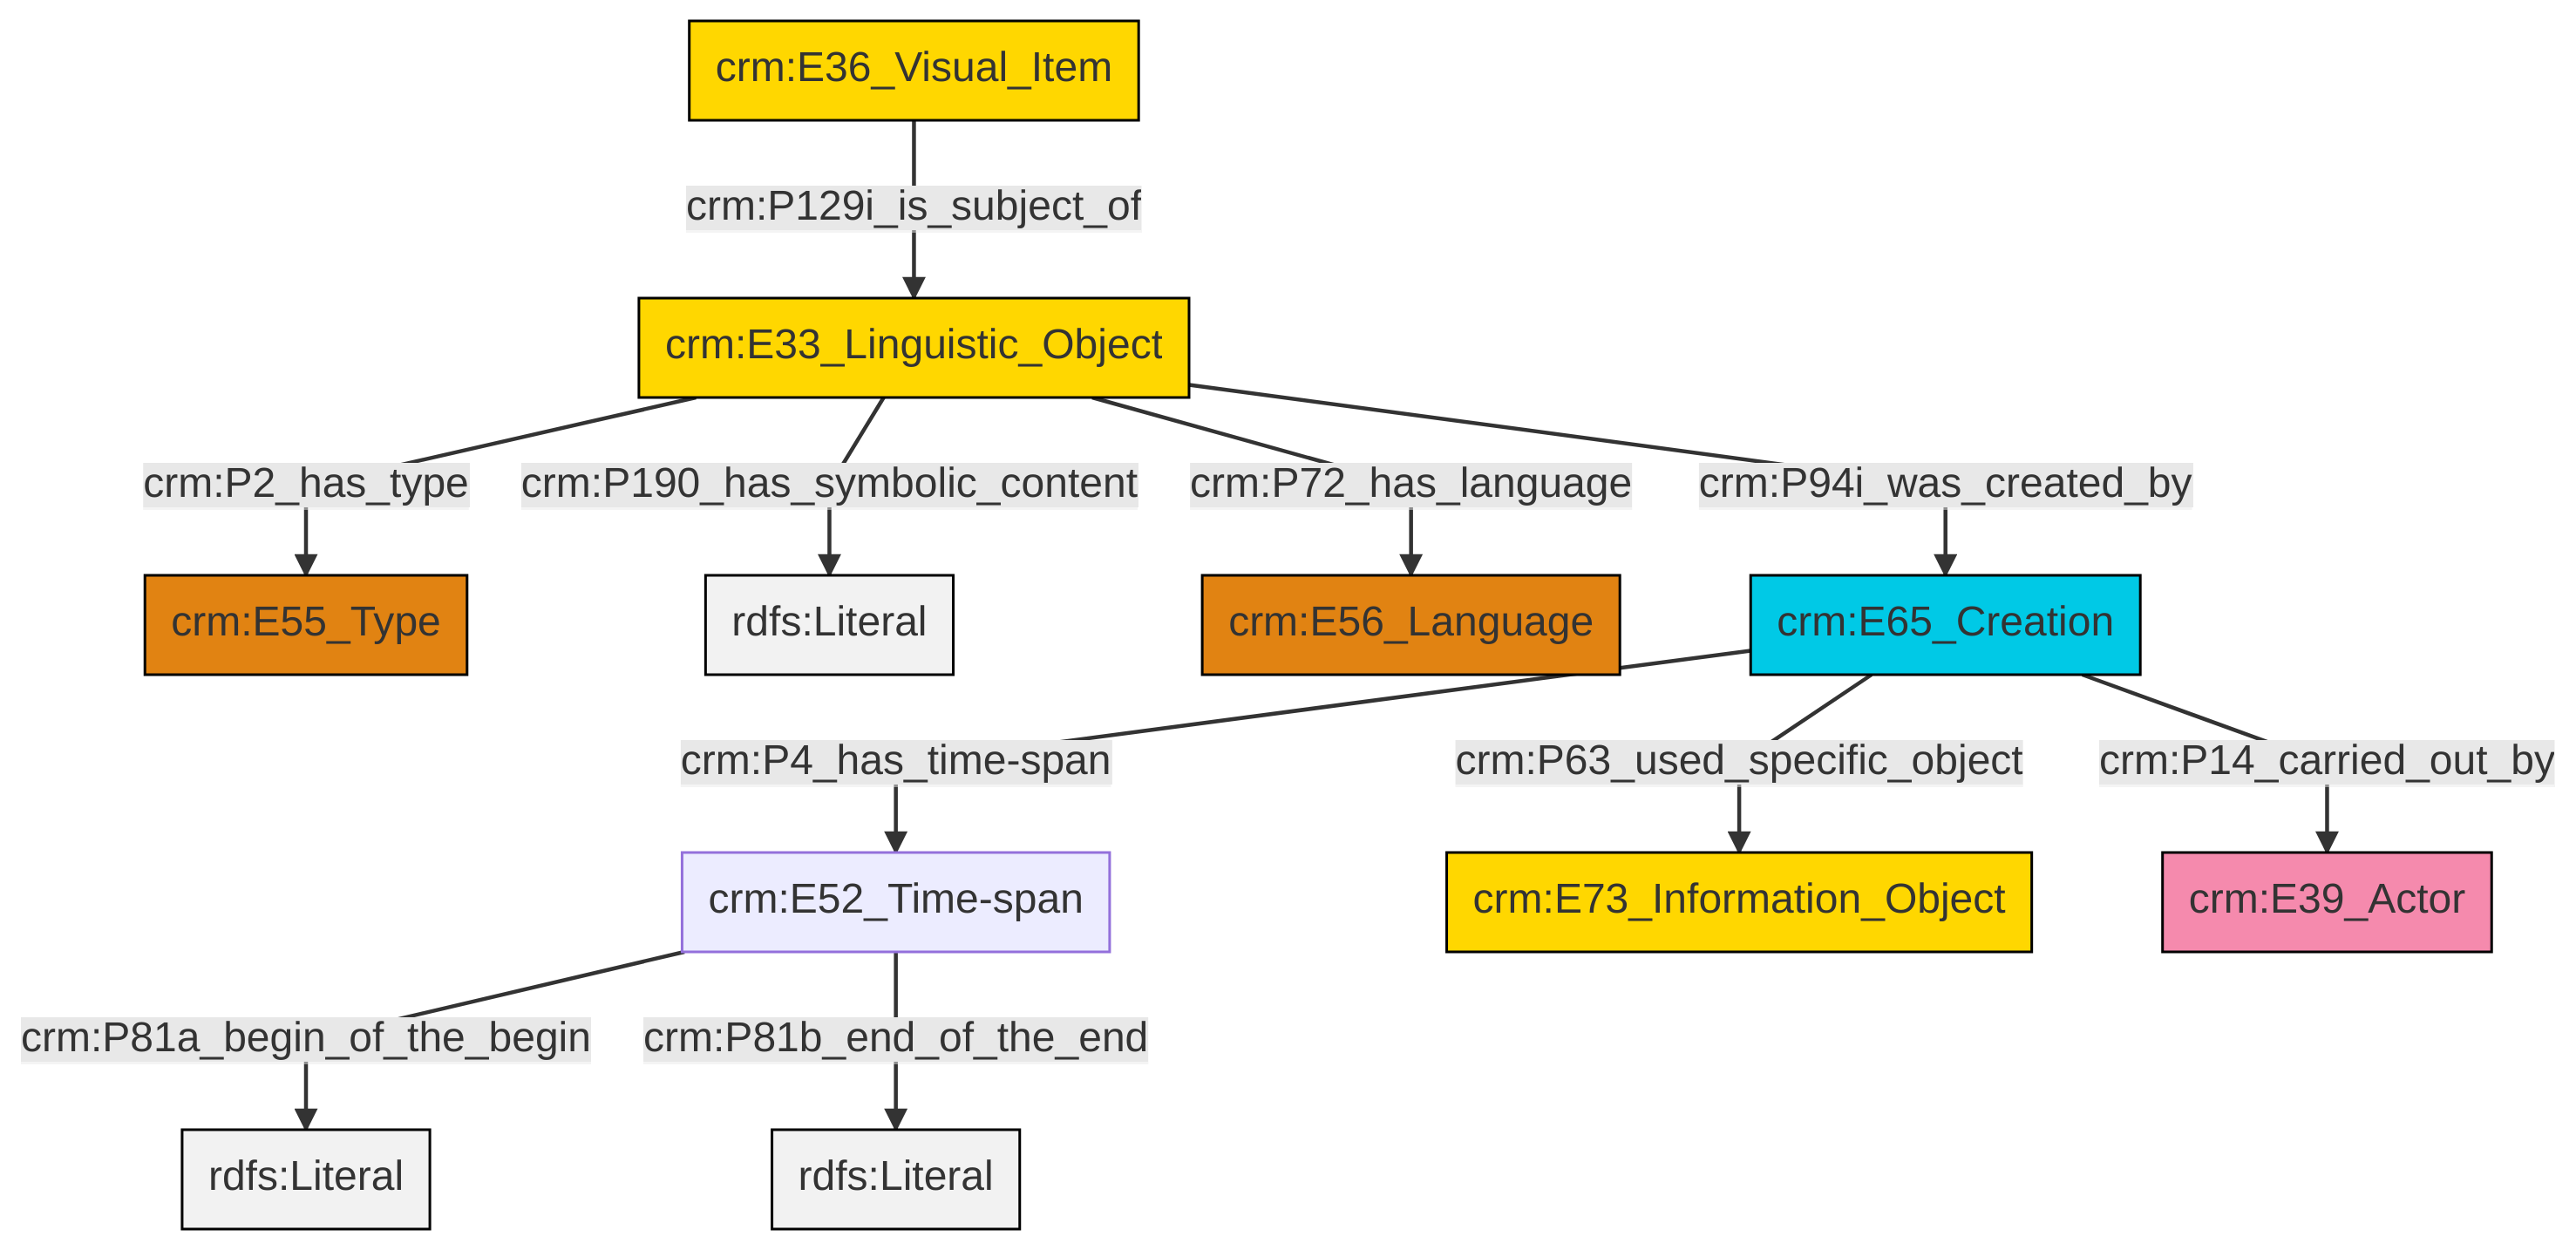 crm:E36_Visual_Item
crm:P129i_is_subject_of
crm:E33_Linguistic_Object
crm:P2_has_type
crm:P190_has_symbolic_content
crm:P72_has_language
crm:P94i_was_created_by
crm:E55_Type
rdfs:Literal
crm:E56_Language
crm:E65_Creation
crm:P4_has_time-span
crm:P63_used_specific_object
crm:P14_carried_out_by
crm:E52_Time-span
crm:E73_Information_Object
crm:E39_Actor
crm:P81a_begin_of_the_begin
crm:P81b_end_of_the_end
rdfs:Literal
rdfs:Literal